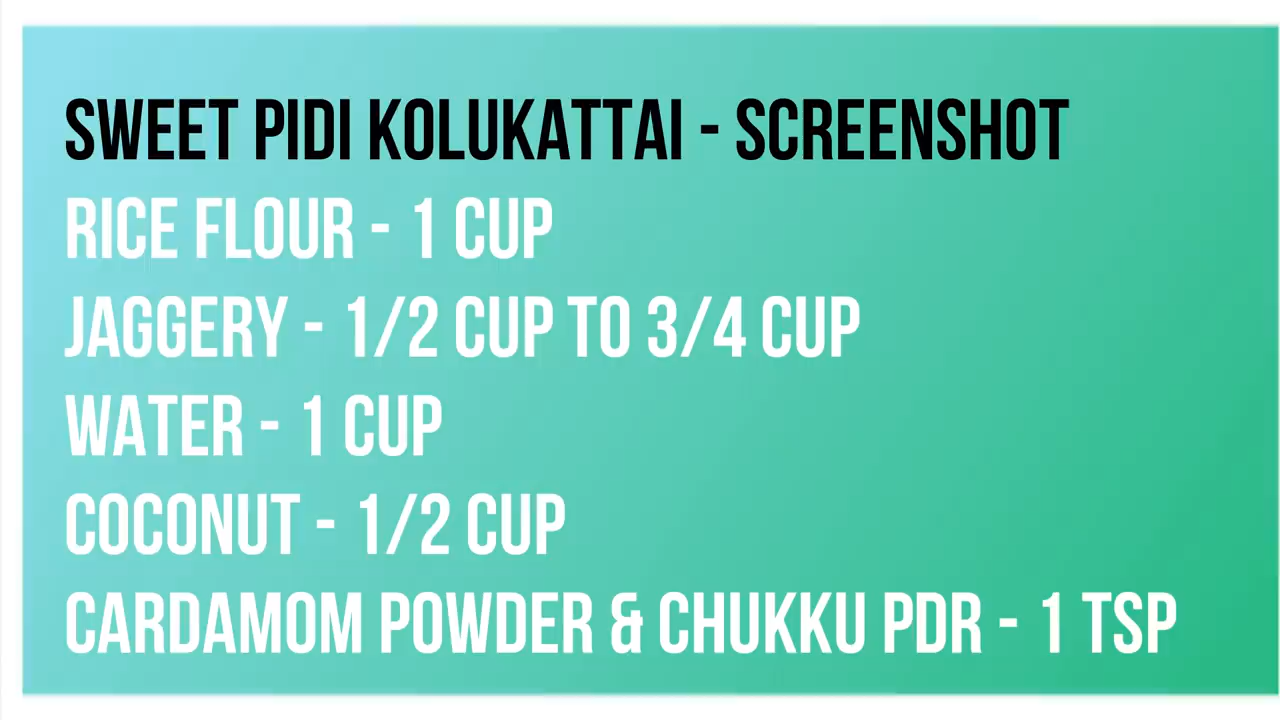 SWEET PIDI KOLUKATTAI - SCREENSHOT
RICE FLOUR - 1 CUP
JAGGERY - 1/2 CUP TO 3/4 CUP
WATER - 1 CUP
COCONUT - 1/2 CUP
CARDAMOM POWDER & CHUKKU PDR - 1 TSP